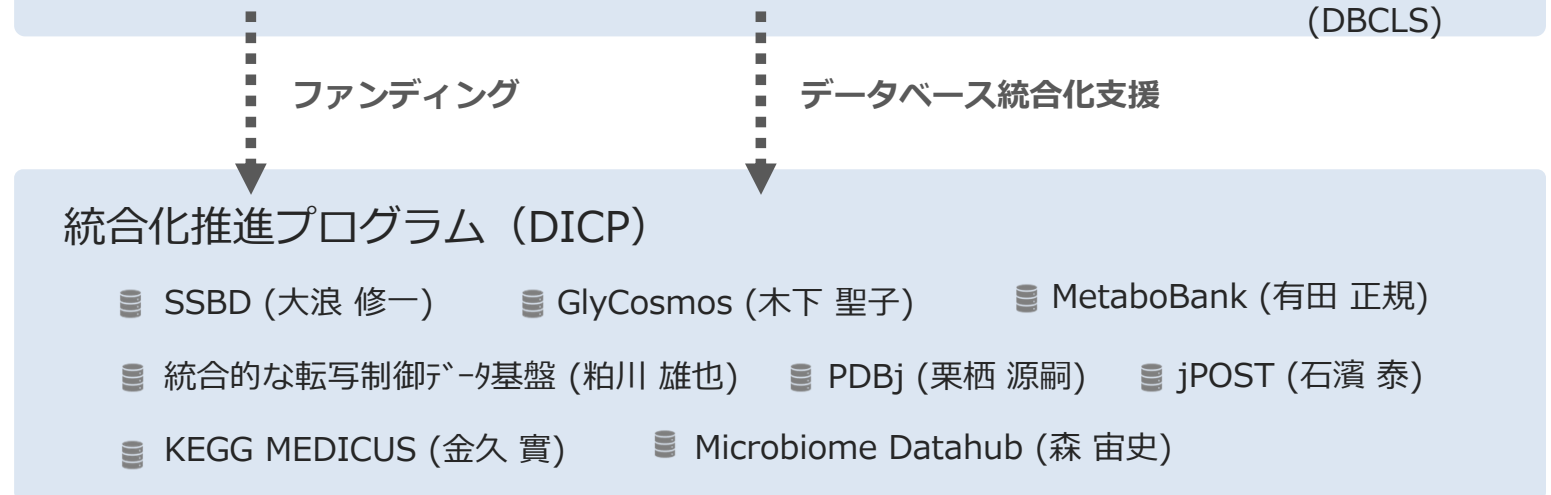 (DBCLS)
ファンディング データベース統合化支援
統合化推進プログラム（DICP）
SSBD (大浪 修一) GlyCosmos (木下 聖子) MetaboBank (有田 正規)
統合的な転写制御ﾃﾞｰﾀ基盤 (粕川 雄也) PDBj (栗栖 源嗣) jPOST (石濱 泰)
KEGG MEDICUS (金久 實) Microbiome Datahub (森 宙史)